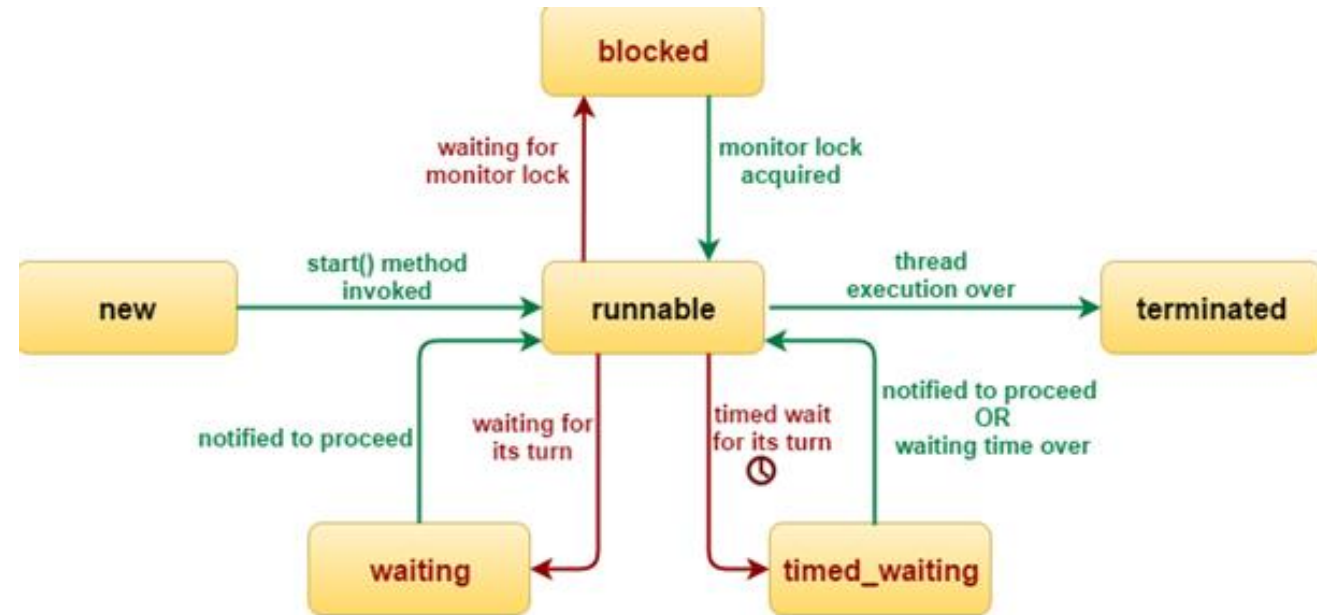 blocked
waiting for
monitor lock
monitor lock
acquired
start() method
invoked
thread
execution over
new
runnable
terminated
notified to proceed
waiting for
its turn
timed wait
for its turn
notified to proceed
OR
waiting time over
waiting
timed_waiting